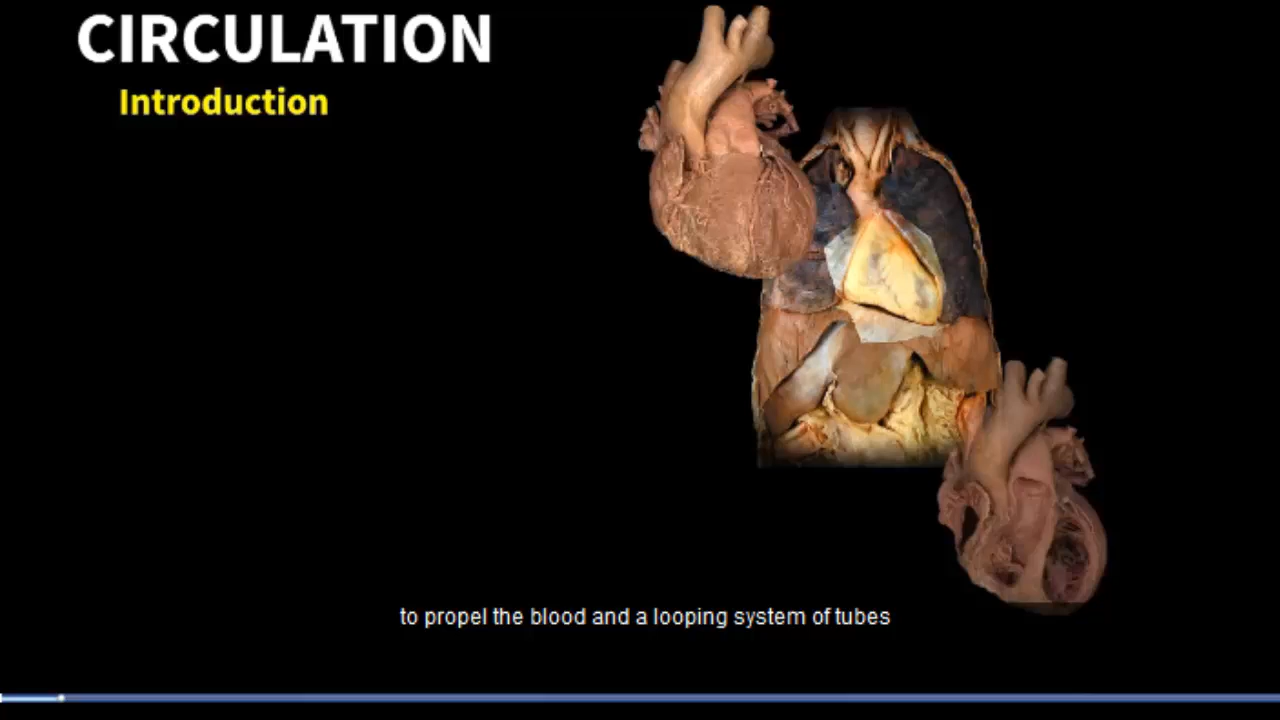 CIRCULATION
Introduction
to propel the blood and a looping system of tubes